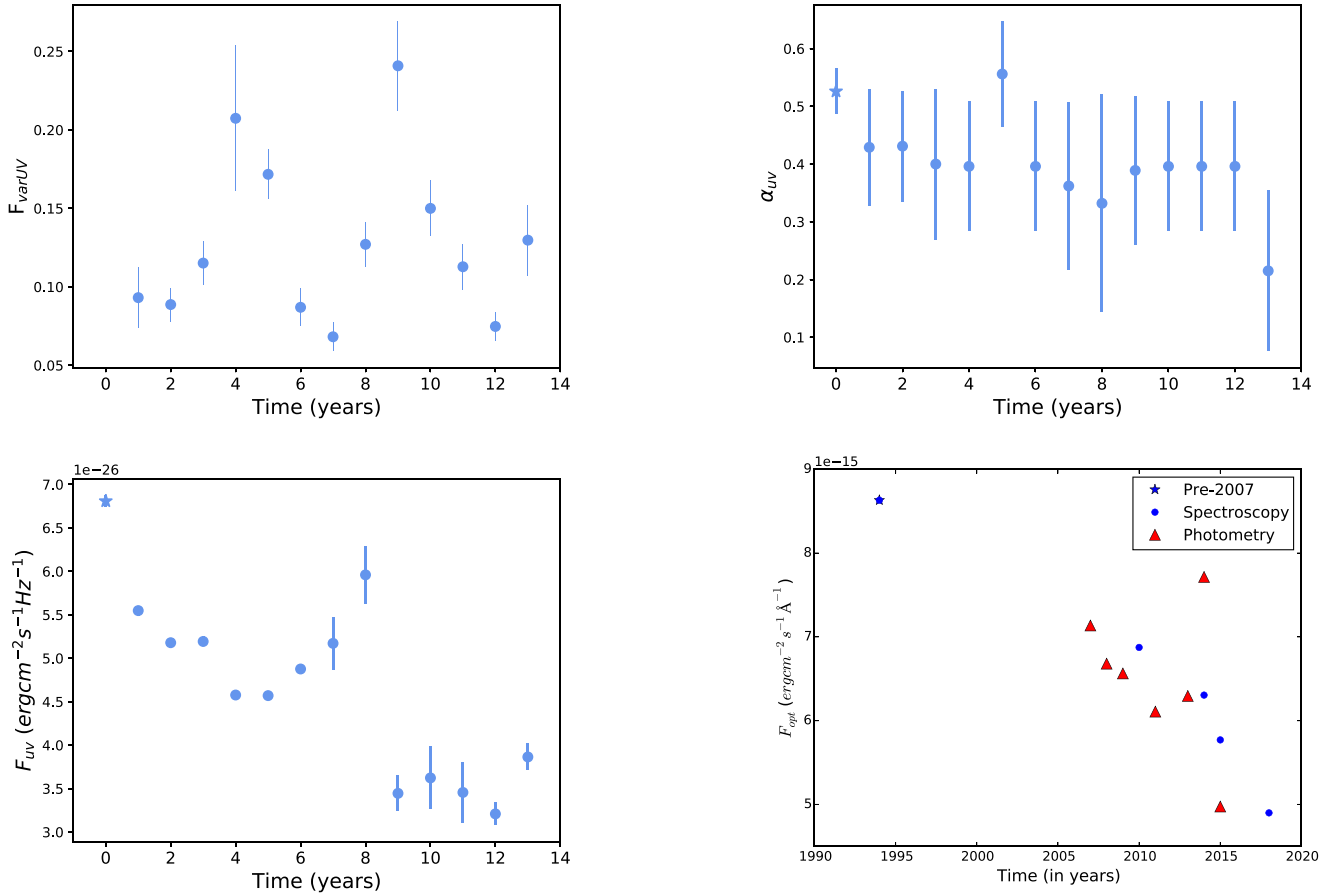 0.25
0.20
0.15
0.10
0.05
F_varUV
0 2 4 6 8 10 12 14
Time (years)
0.6
0.5
0.4
0.3
0.2
0.1
α_uv
0 2 4 6 8 10 12 14
Time (years)
1e−26
7.0
6.5
6.0
5.5
5.0
4.5
4.0
3.5
3.0
F_uv (ergcm⁻²s⁻¹Hz⁻¹)
0 2 4 6 8 10 12 14
Time (years)
1e−15
9
8
7
6
5
F_opt (ergcm⁻² s⁻¹ Å⁻¹)
Pre-2007
Spectroscopy
Photometry
1990 1995 2000 2005 2010 2015 2020
Time (in years)